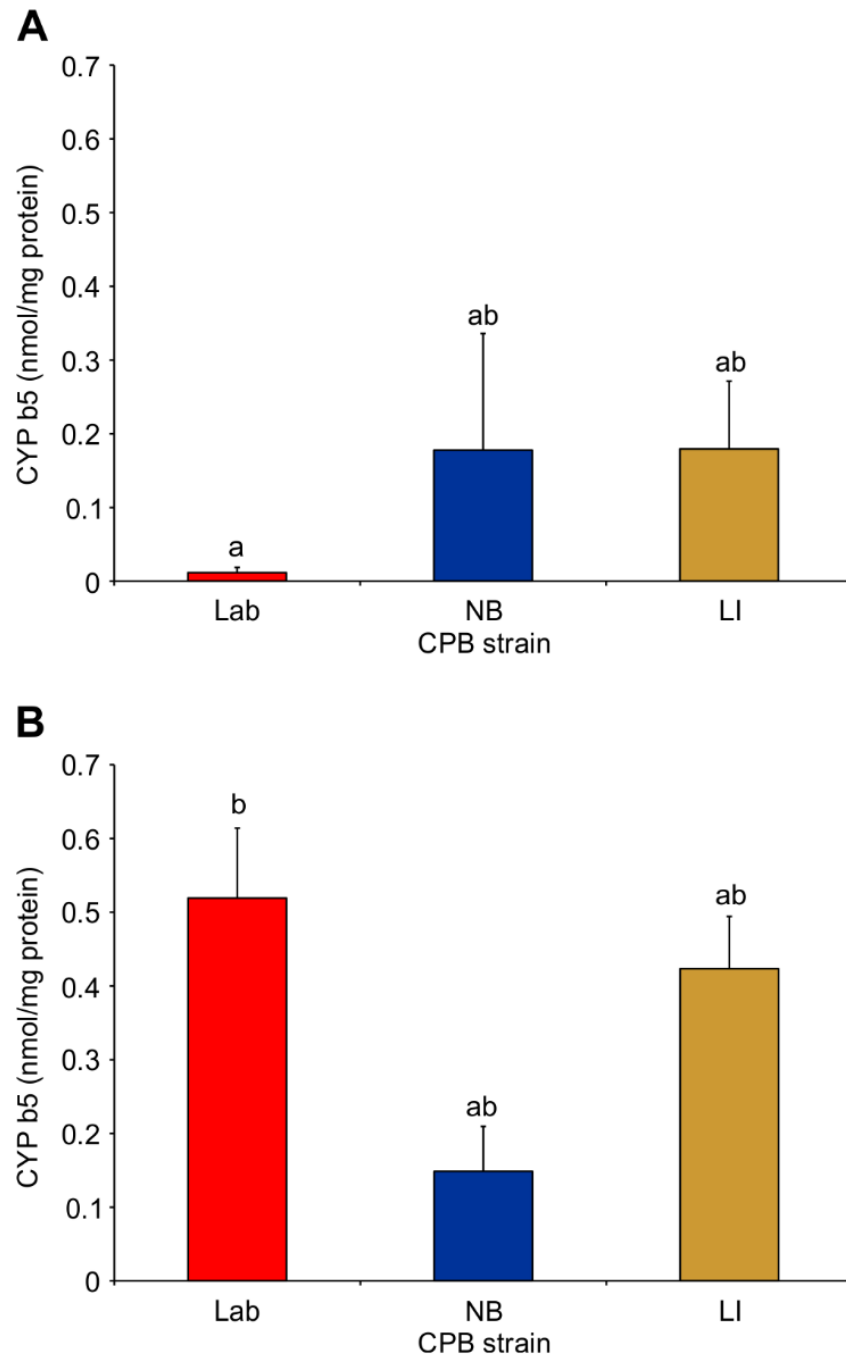 A
CYP b5 (nmol/mg protein)
0.7
0.6
0.5
0.4
0.3
0.2
0.1
0
a
ab
ab
Lab NB LI
CPB strain
B
CYP b5 (nmol/mg protein)
0.7
0.6
0.5
0.4
0.3
0.2
0.1
0
b
ab
ab
Lab NB LI
CPB strain